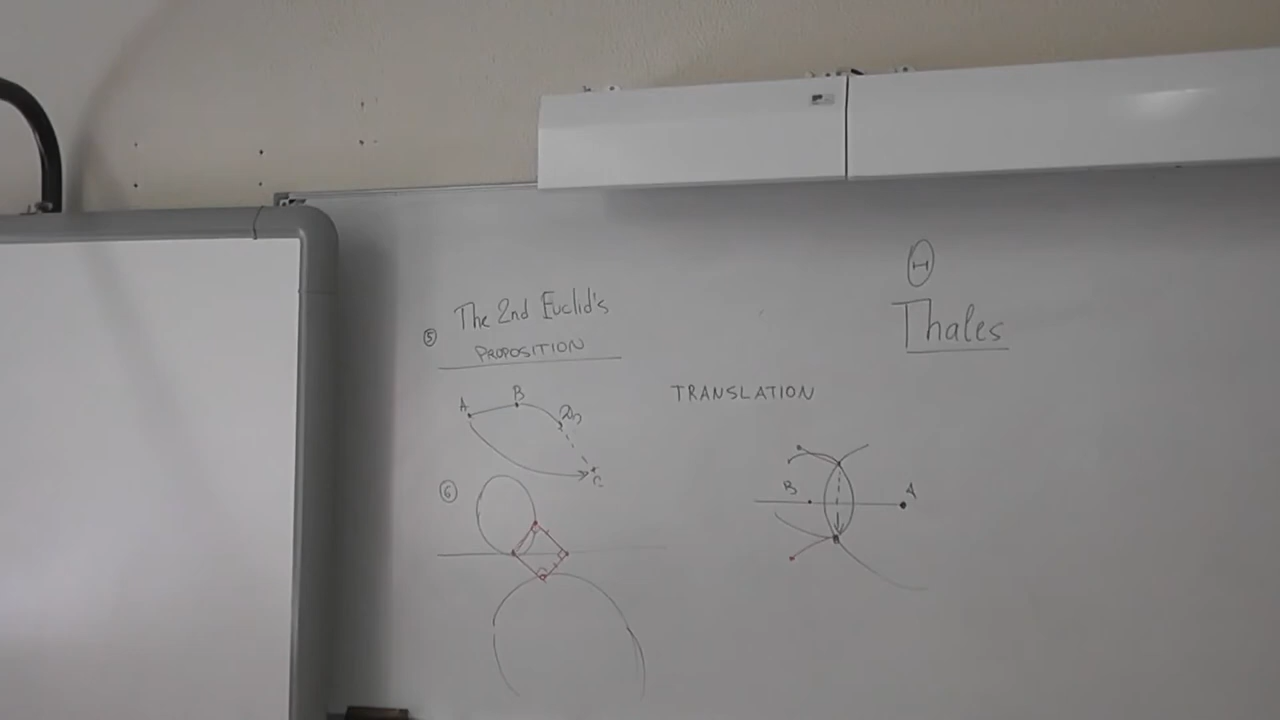 ⑤ The 2nd Euclid's
PROPOSITION
Θ
Thales
TRANSLATION
A B
C
⑥
B A